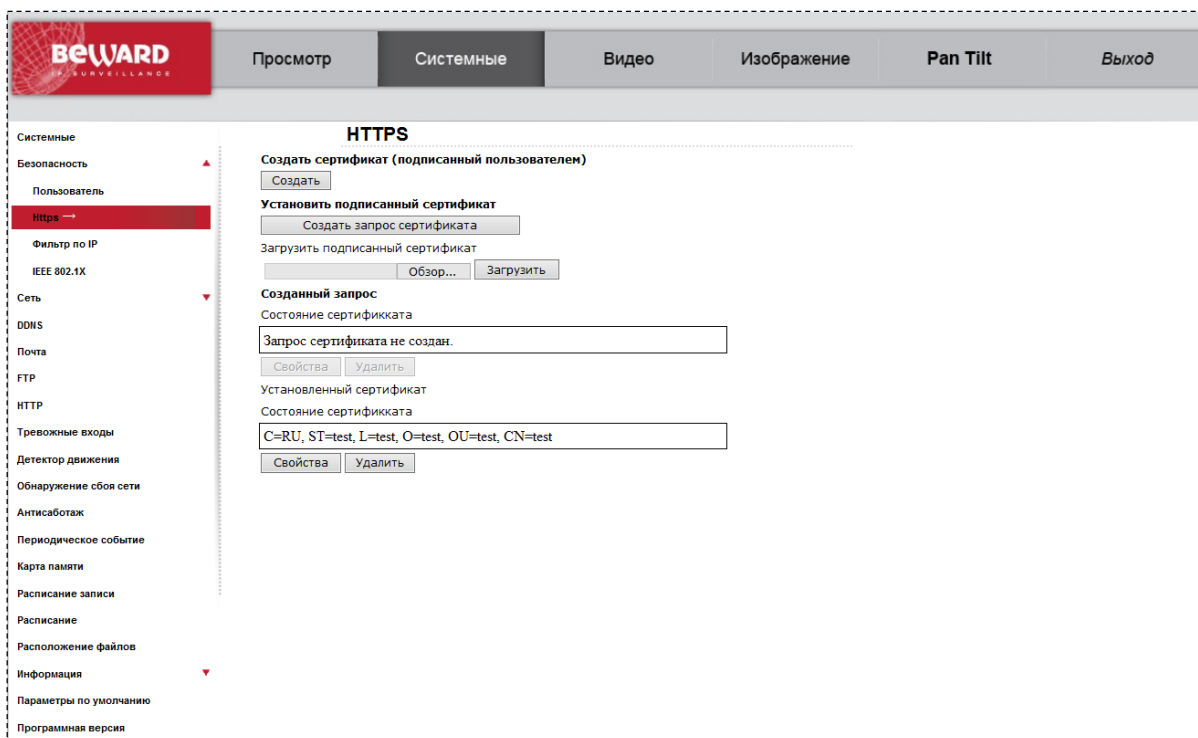 BEWARD
IP SURVEILLANCE
Просмотр
Системные
Видео
Изображение
Pan Tilt
Выход
Системные
Безопасность
Пользователь
Https →
Фильтр по IP
IEEE 802.1X
Сеть
DDNS
Почта
FTP
HTTP
Тревожные входы
Детектор движения
Обнаружение сбоя сети
Антисаботаж
Периодическое событие
Карта памяти
Расписание записи
Расписание
Расположение файлов
Информация
Параметры по умолчанию
Программная версия
HTTPS
Создать сертификат (подписанный пользователем)
Создать
Установить подписанный сертификат
Создать запрос сертификата
Загрузить подписанный сертификат
Обзор... Загрузить
Созданный запрос
Состояние сертификката
Запрос сертификата не создан.
Свойства Удалить
Установленный сертификат
Состояние сертификката
C=RU, ST=test, L=test, O=test, OU=test, CN=test
Свойства Удалить